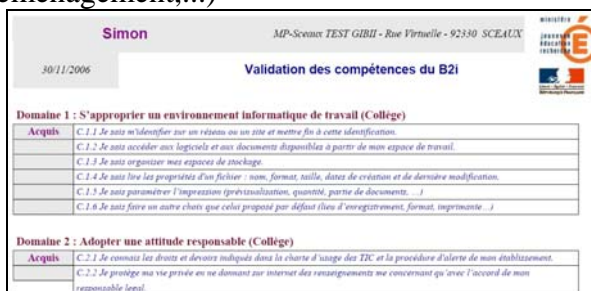 éménagement,...)
Simon
MP-Sceaux TEST GIBII - Rue Virtuelle - 92330 SCEAUX
ministère
jeunesse
éducation
recherche
30/11/2006
Validation des compétences du B2i
Domaine 1 : S'approprier un environnement informatique de travail (Collège)
Acquis
C.1.1 Je sais m'identifier sur un réseau ou un site et mettre fin à cette identification.
C.1.2 Je sais accéder aux logiciels et aux documents disponibles à partir de mon espace de travail.
C.1.3 Je sais organiser mes espaces de stockage.
C.1.4 Je sais lire les propriétés d'un fichier : nom, format, taille, dates de création et de dernière modification.
C.1.5 Je sais paramétrer l'impression (prévisualisation, quantité, partie de documents, …)
C.1.6 Je sais faire un autre choix que celui proposé par défaut (lieu d'enregistrement, format, imprimante…)
Domaine 2 : Adopter une attitude responsable (Collège)
Acquis
C.2.1 Je connais les droits et devoirs indiqués dans la charte d'usage des TIC et la procédure d'alerte de mon établissement.
C.2.2 Je protège ma vie privée en ne donnant sur internet des renseignements me concernant qu'avec l'accord de mon
responsable légal.